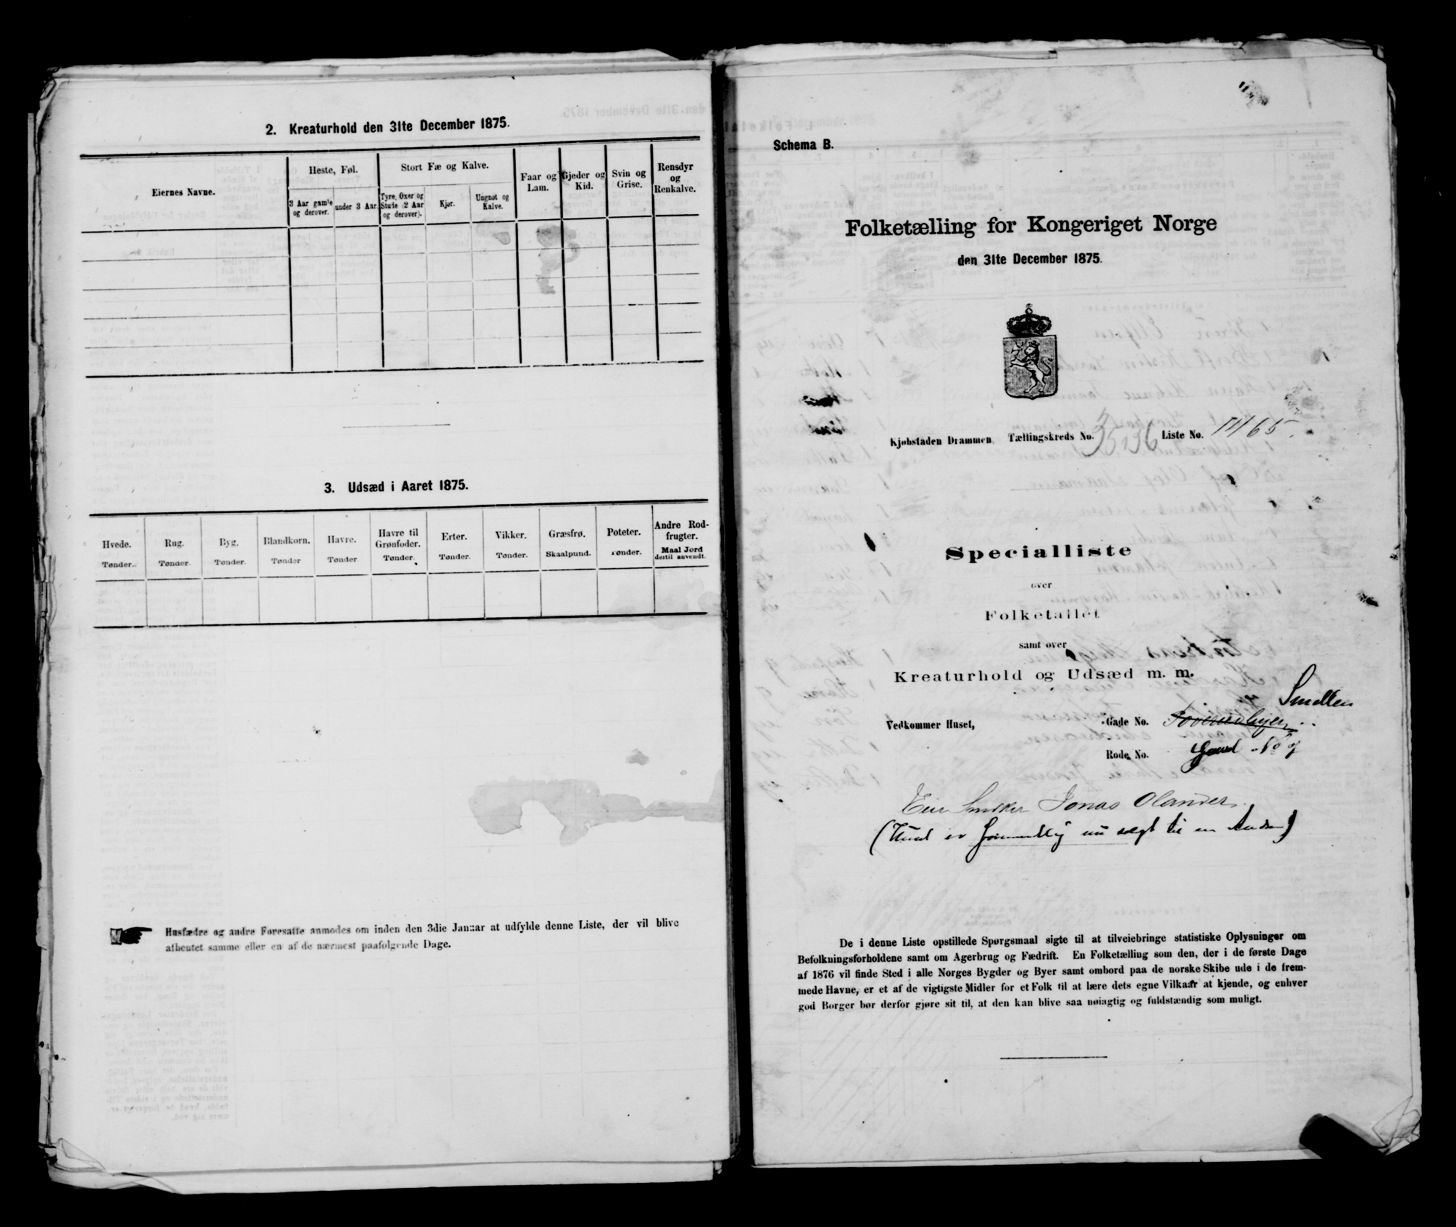 2. Kreaturhold den 31te December 1875.
Eiernes Navne.
Heste, Føl.
3 Aar gamle og derover.
under 3 Aar.
Stort Fæ og Kalve.
Tyre, Oxer og Stude (2 Aar og derover).
Kjør.
Ungnøt og Kalve.
Faar og Lam.
Gjeder og Kid.
Svin og Grise.
Rensdyr og Renkalve.
3. Udsæd i Aaret 1875.
Hvede. Tønder.
Rug. Tønder.
Byg. Tønder.
Blandkorn. Tønder
Havre. Tønder.
Havre til Grønfoder. Tønder.
Erter. Tønder.
Vikker. Tønder.
Græsfrø. Skaalpund.
Poteter. Tønder.
Andre Rodfrugter. Maal Jord dertil anvendt.
Husfædre og andre Foresatte anmodes om inden den 3die Januar at udfylde denne Liste, der vil blive
afhentet samme eller en af de nærmest paafølgende Dage.
Schema B.
Folketælling for Kongeriget Norge
den 31te December 1875.
Kjøbstaden Drammen Tællingskreds No. Liste No.
Specialliste
over
Folketallet
samt over
Kreaturhold og Udsæd m. m.
Vedkommer Huset, Gade No.
Rode No.
Eier Snedker Jonas Olander.
De i denne Liste opstillede Spørgsmaal sigte til at tilveiebringe statistiske Oplysninger om
Befolkningsforholdene samt om Agerbrug og Fædrift. En Folketælling som den, der i de første Dage
af 1876 vil finde Sted i alle Norges Bygder og Byer samt ombord paa de norske Skibe ude i de frem-
mede Havne, er et af de vigtigste Midler for et Folk til at lære dets egne Vilkaar at kjende, og enhver
god Borger bør derfor gjøre sit til, at den kan blive saa nøiagtig og fuldstændig som muligt.